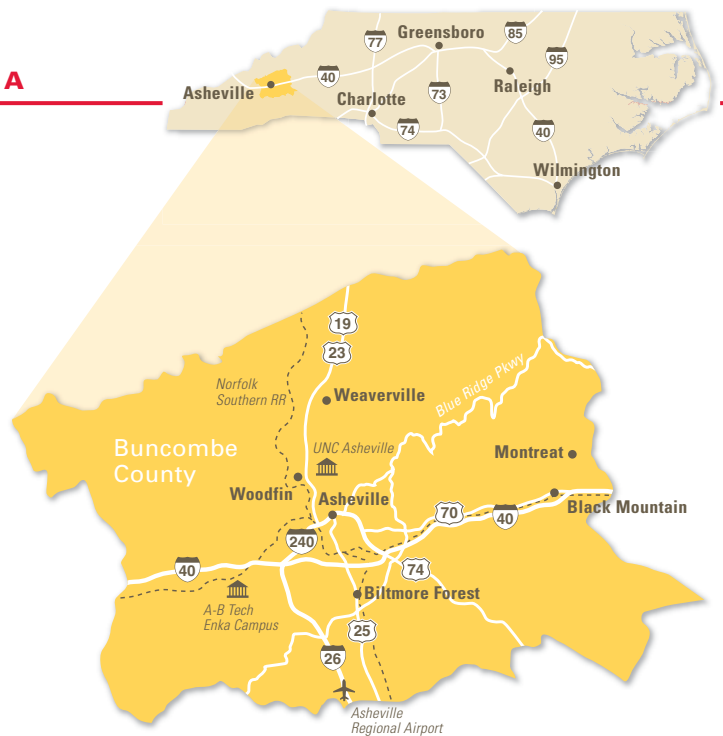 A
77
Greensboro
85
95
40
Asheville
Charlotte
73
Raleigh
74
40
Wilmington
19
23
Norfolk
Southern RR
Weaverville
Blue Ridge Pkwy
Buncombe
County
UNC Asheville
Montreat
Woodfin
Asheville
Black Mountain
70
40
240
40
74
A-B Tech
Enka Campus
Biltmore Forest
25
26
Asheville
Regional Airport